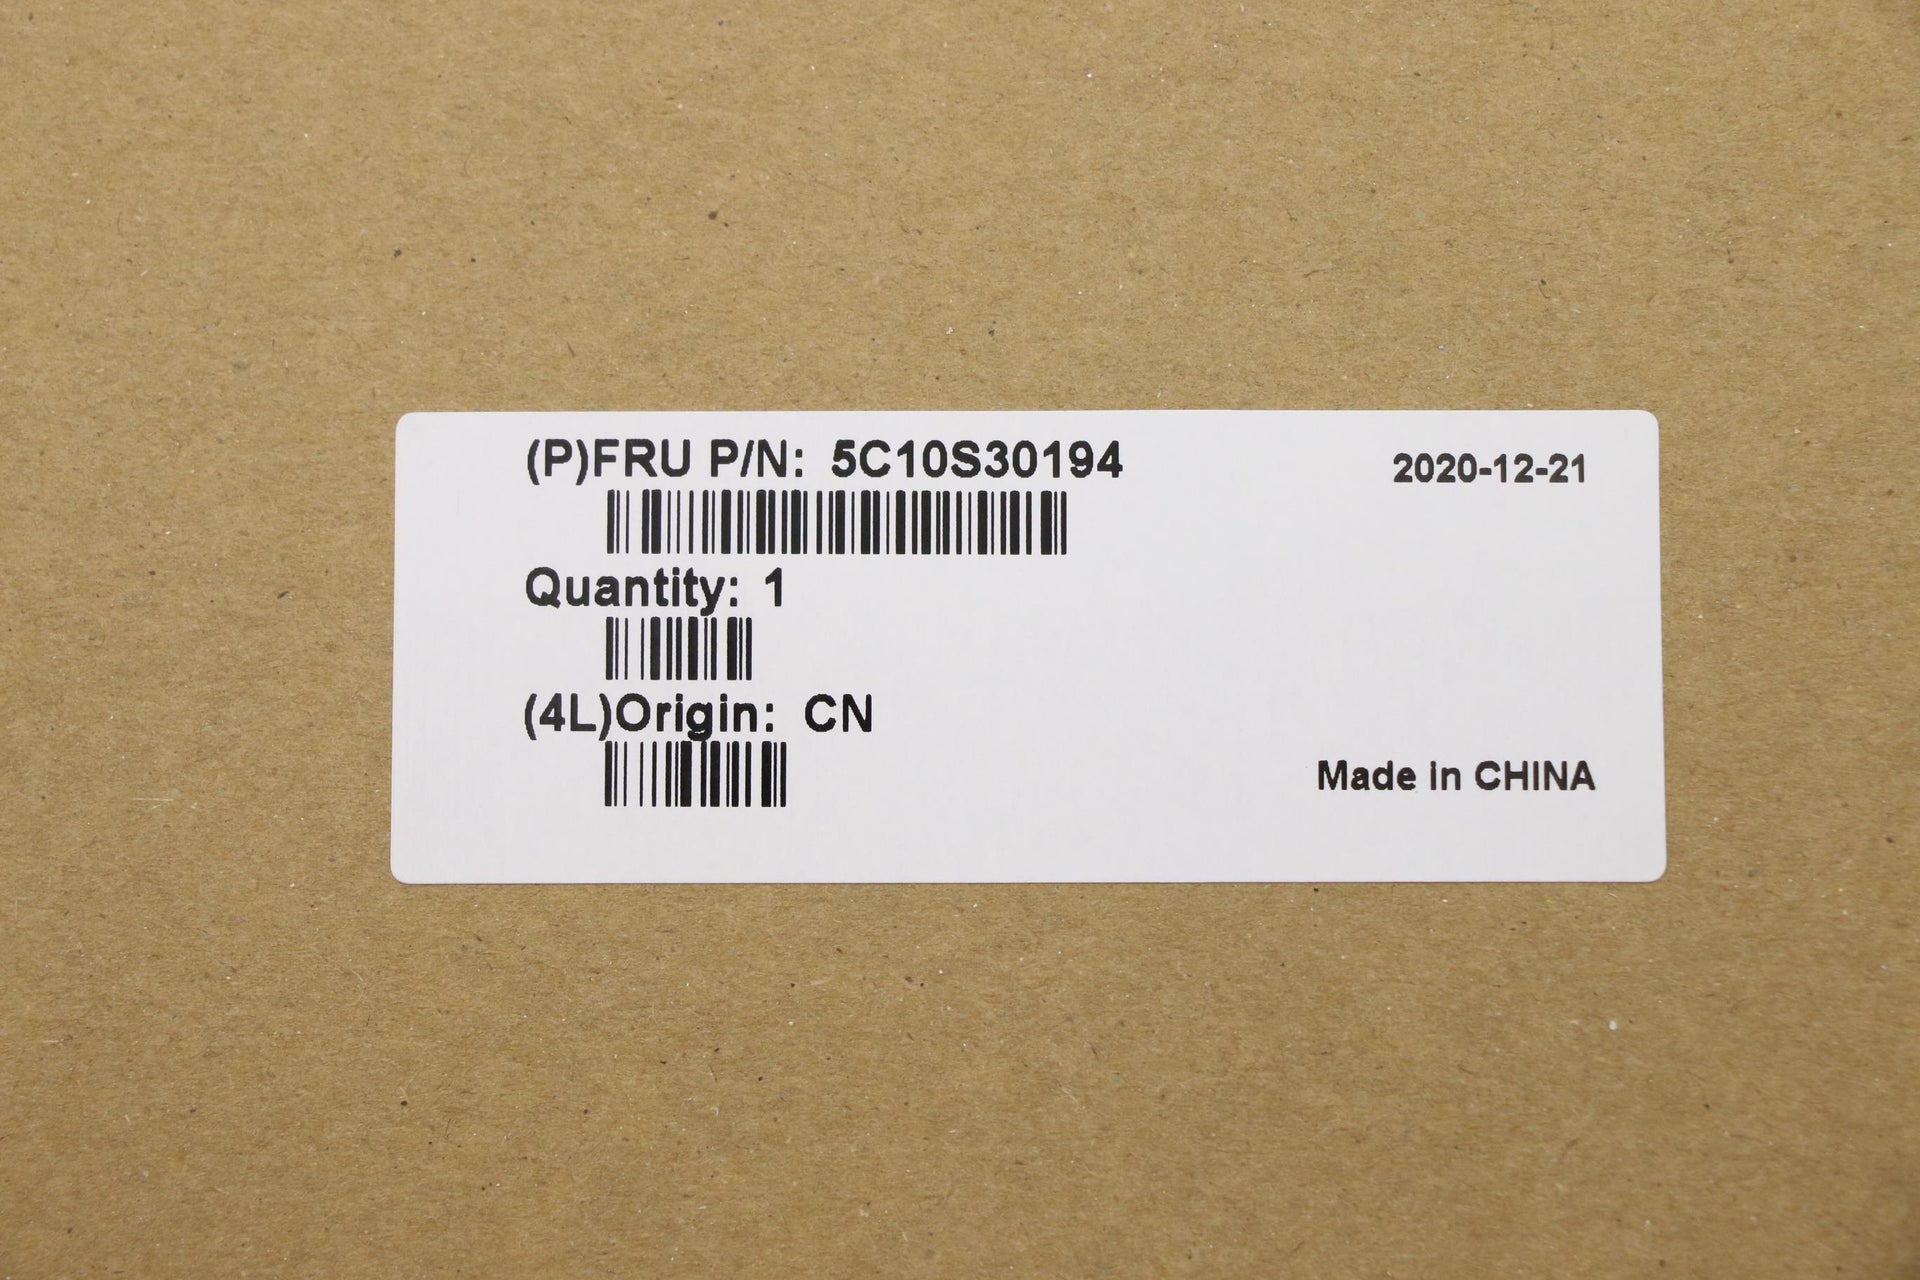 (P)FRU P/N: 5C10S30194
2020-12-21
Quantity: 1
(4L)Origin: CN
Made in CHINA